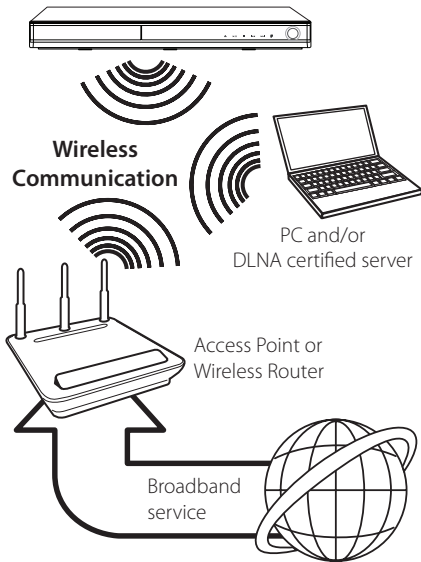 Wireless
Communication
PC and/or
DLNA certified server
Access Point or
Wireless Router
Broadband
service